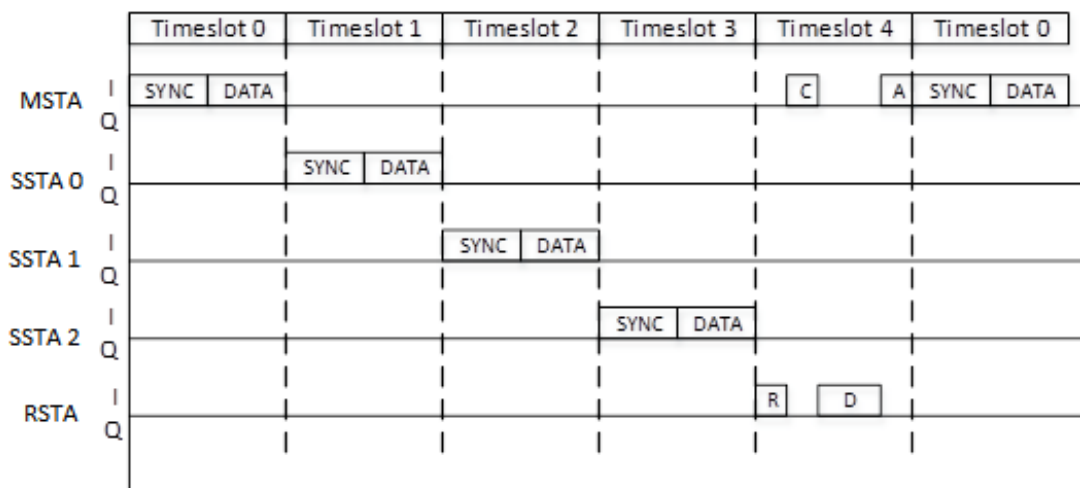 Timeslot 0 Timeslot 1 Timeslot 2 Timeslot 3 Timeslot 4 Timeslot 0
MSTA I SYNC DATA C A SYNC DATA
Q
SSTA 0 I SYNC DATA
Q
SSTA 1 I SYNC DATA
Q
SSTA 2 I SYNC DATA
Q
RSTA I R D
Q